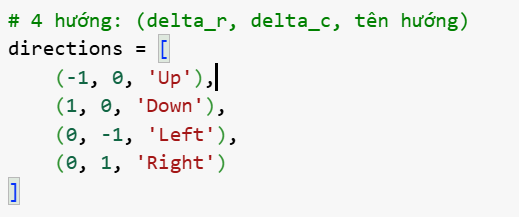 # 4 hướng: (delta_r, delta_c, tên hướng)
directions = [
    (-1, 0, 'Up'),
    (1, 0, 'Down'),
    (0, -1, 'Left'),
    (0, 1, 'Right')
]